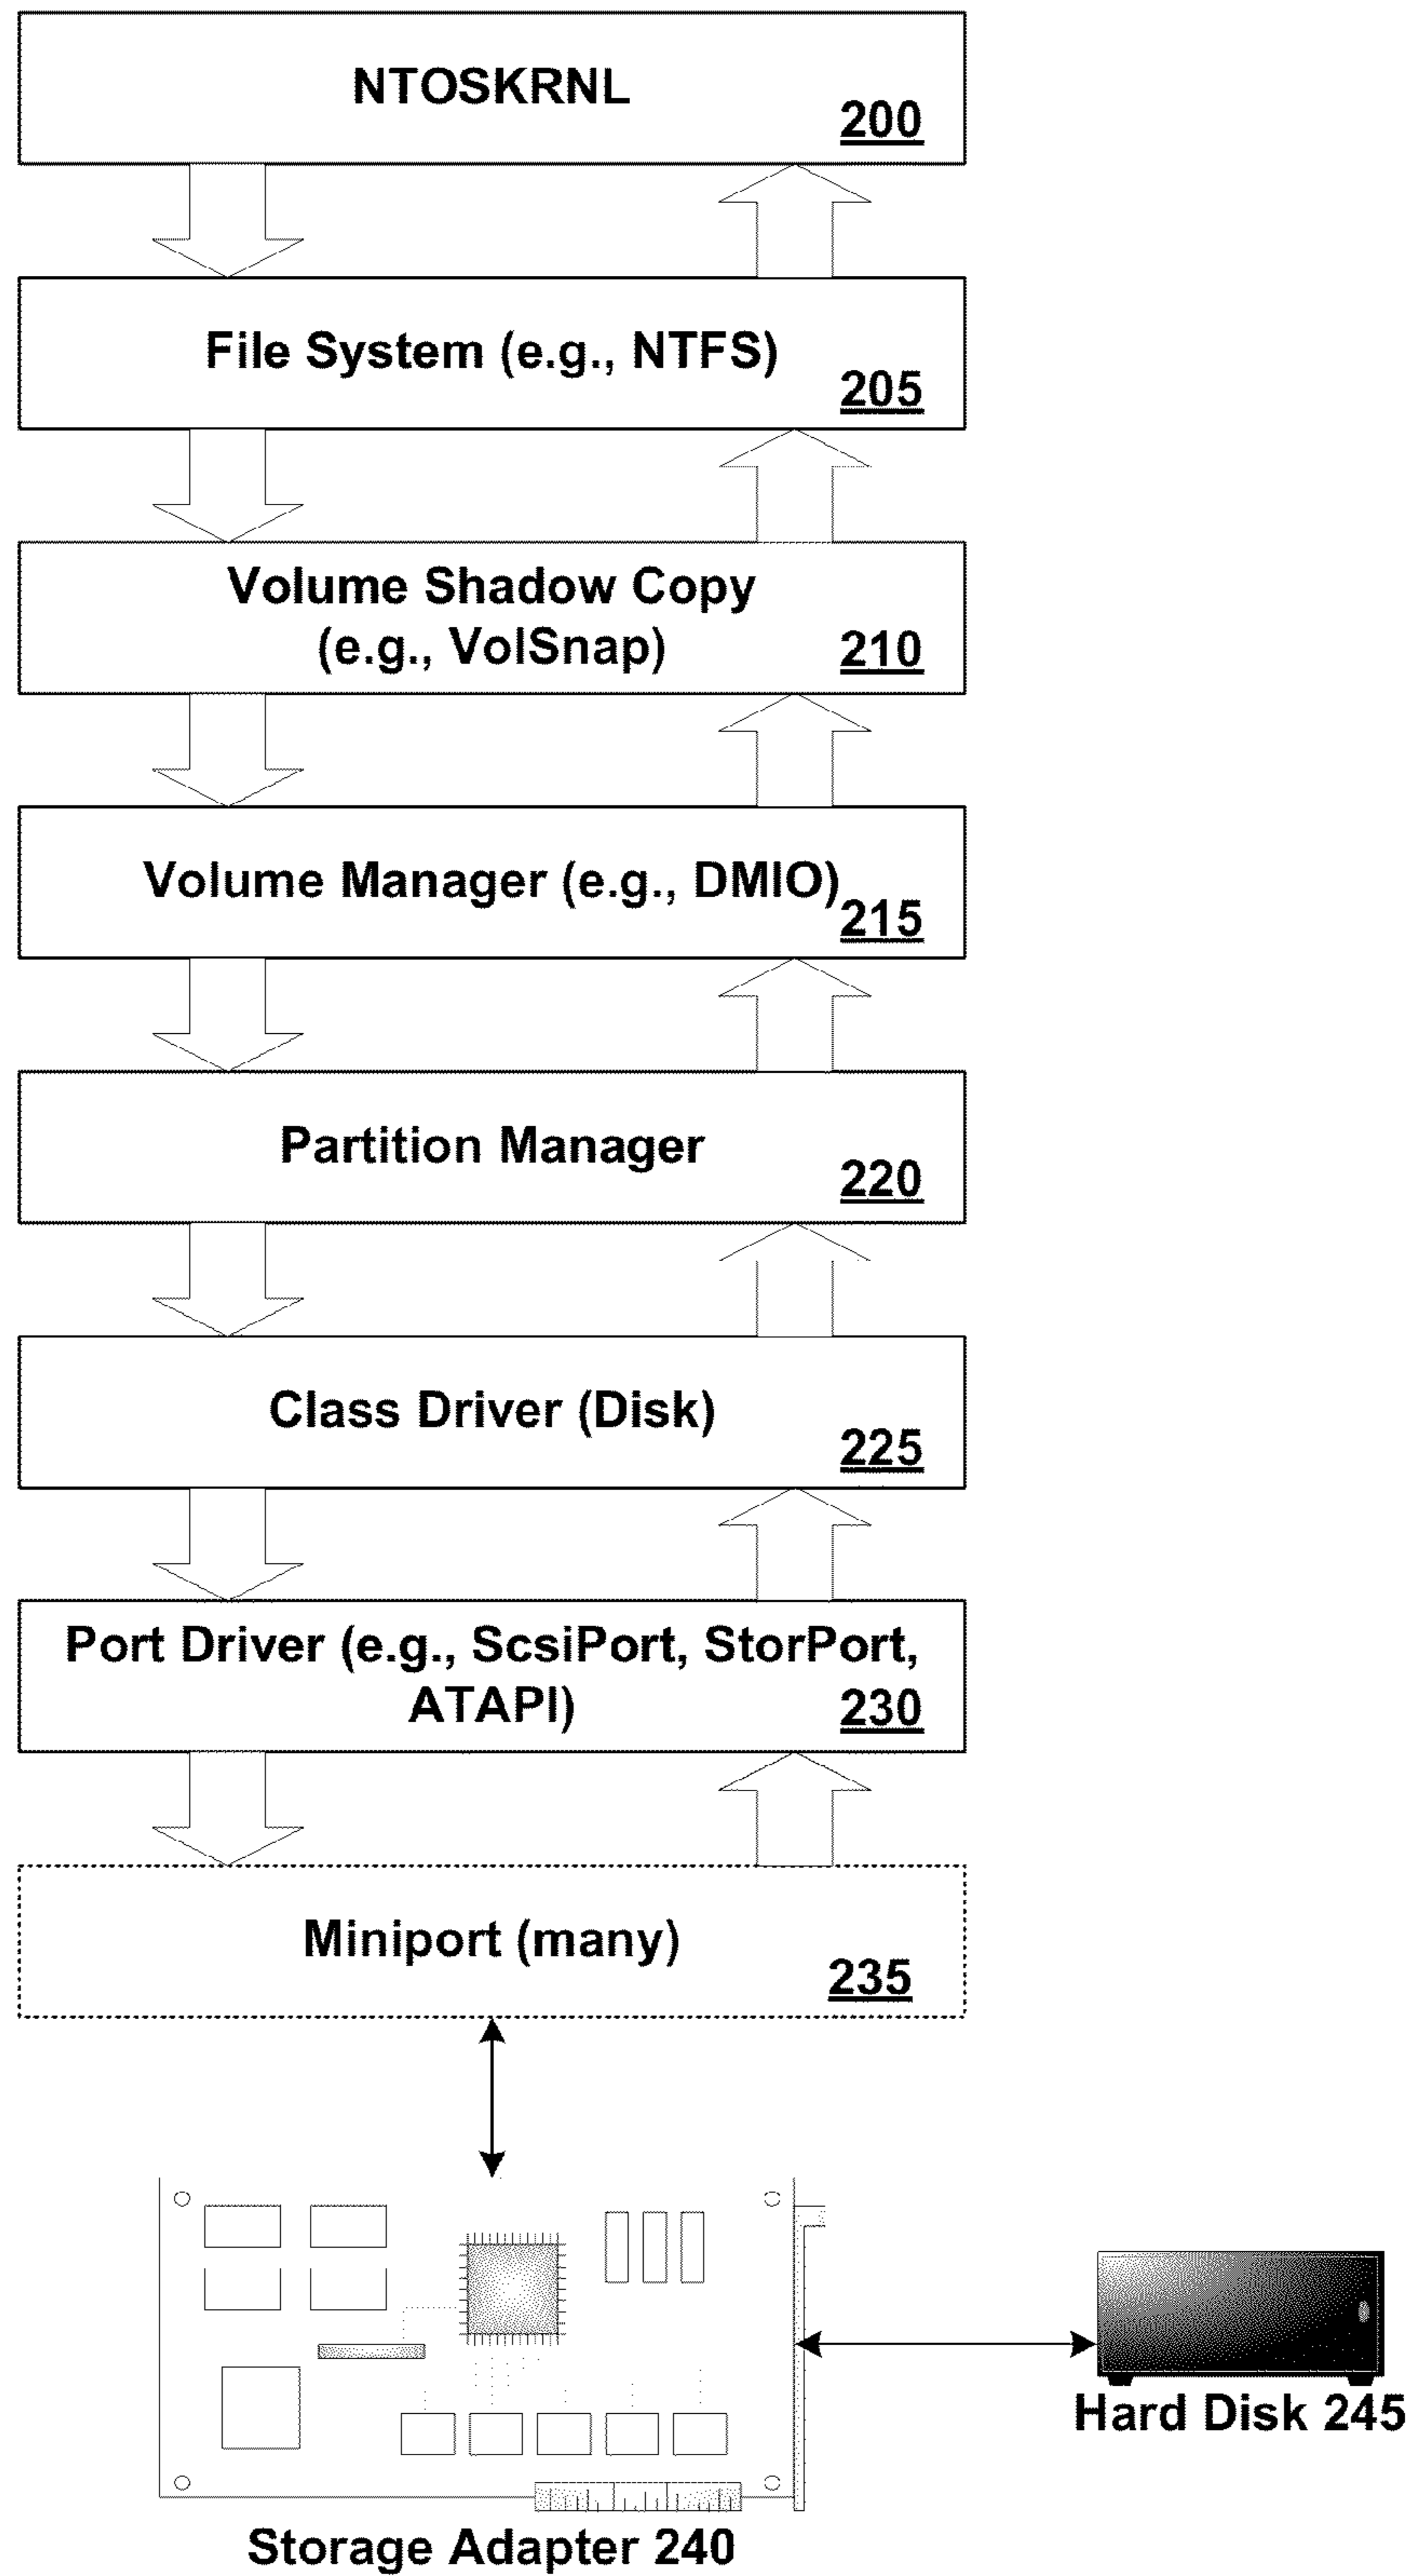 NTOSKRNL
200
File System (e.g., NTFS)
205
Volume Shadow Copy
(e.g., VolSnap)
210
Volume Manager (e.g., DMIO)
215
Partition Manager
220
Class Driver (Disk)
225
Port Driver (e.g., ScsiPort, StorPort,
ATAPI)
230
Miniport (many)
235
Hard Disk 245
Storage Adapter 240